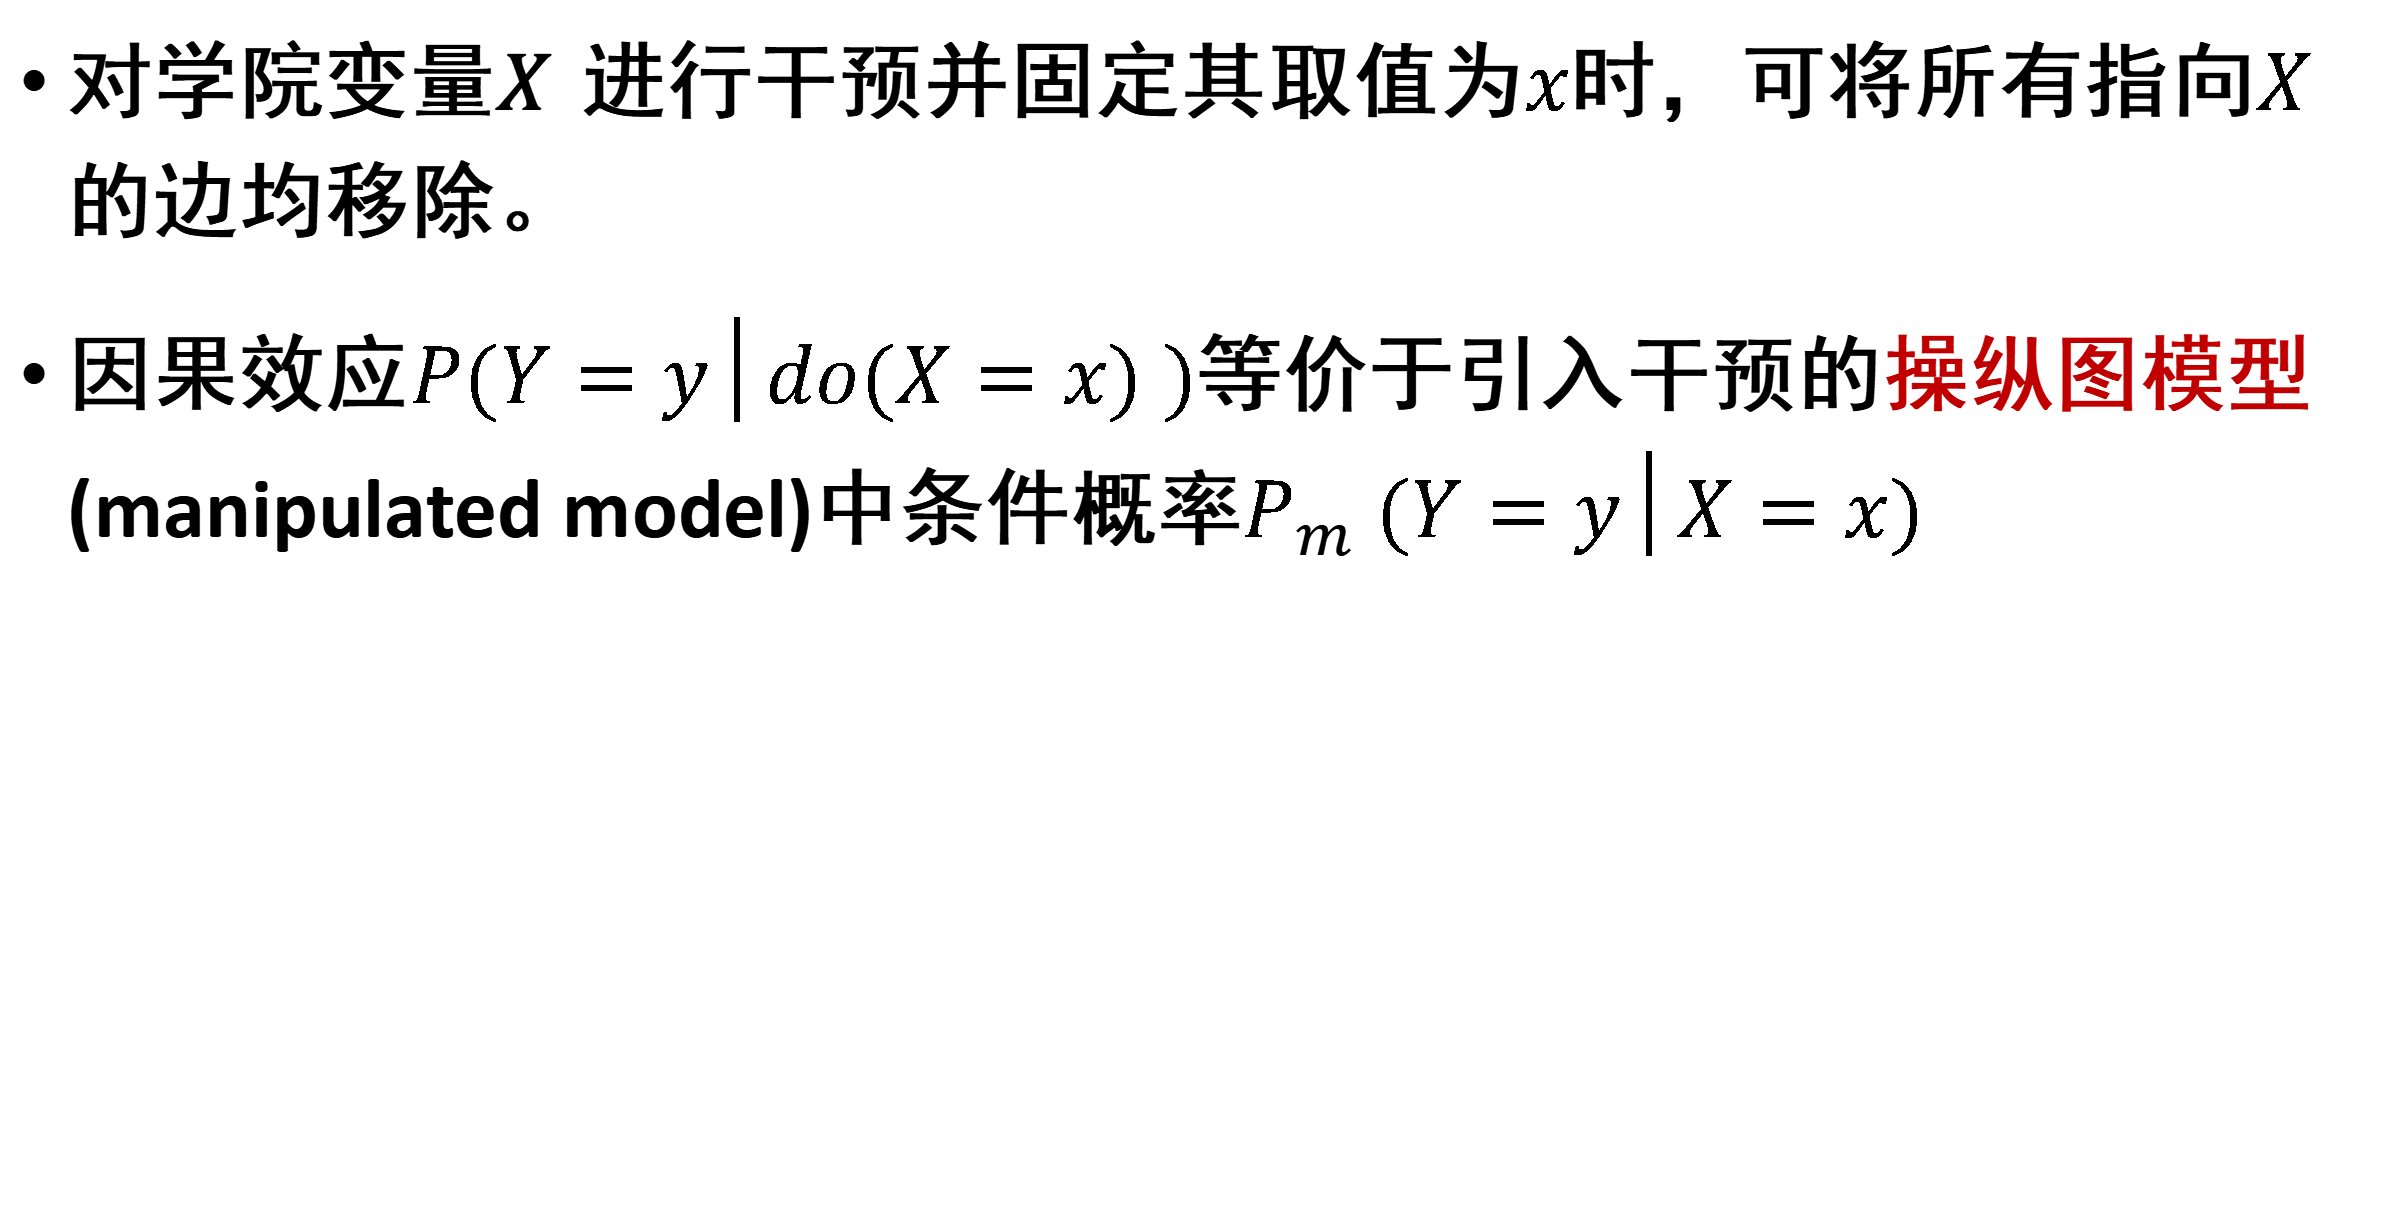 • 对学院变量X 进行干预并固定其取值为x时，可将所有指向X
的边均移除。
• 因果效应P(Y = y|do(X = x) )等价于引入干预的操纵图模型
(manipulated model)中条件概率Pₘ (Y = y|X = x)